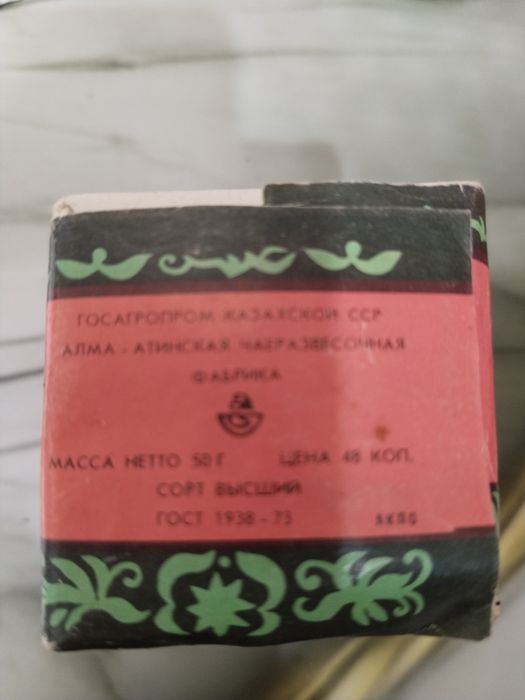 ГОСАГРОПРОМ КАЗАХСКОЙ ССР
АЛМА - АТИНСКАЯ ЧАЕРАЗВЕСОЧНАЯ
ФАБРИКА
МАССА НЕТТО 50 Г ЦЕНА 48 КОП.
СОРТ ВЫСШИЙ
ГОСТ 1938 - 73